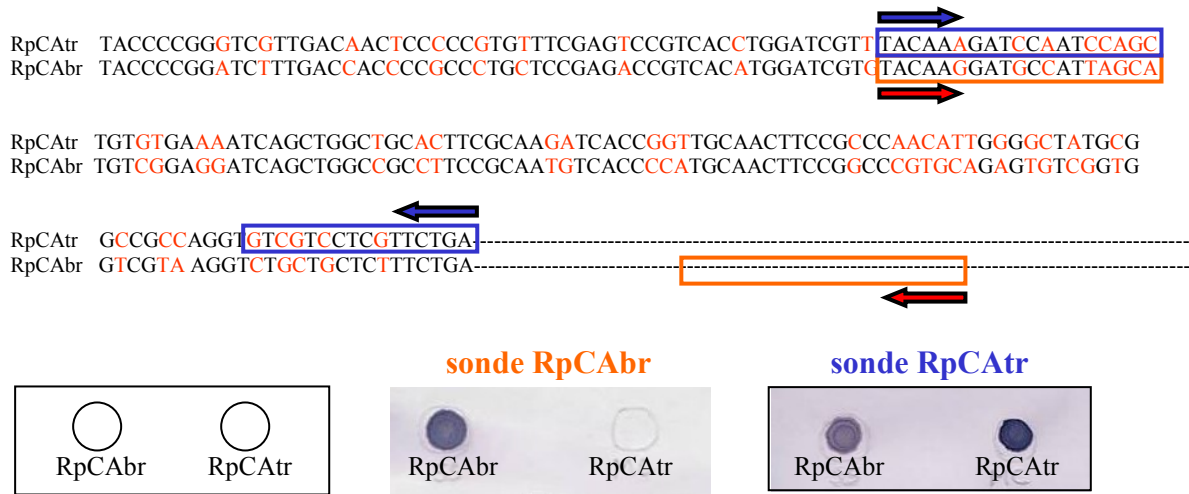 RpCAtr TACCCCGGGGTCGTTGACAACTCCCCCGTGTTTCGAGTCCGTCACCTGGATCGTTTACAAAGATCCAATCCAGC
RpCAbr TACCCCGGATCTTTGACCACCCCGCCCTGCTCCGAGACCGTCACATGGATCGTGTACAAGGATGCCATTAGCA
TGTGTGAAAATCAGCTGGCTGCACTTCGCAAGATCACCGGTTGCAACTTCCGCCCAACATTGGGGCTATGCG
RpCAtr
RpCAbr TGTCGGAGGATCAGCTGGCCGCCTTCCGCAATGTCACCCCATGCAACTTCCGGCCCGTGCAGAGTGTCGGTG
RpCAtr GCCGCCAGGTGTCGTCCTCGTTCTGA-----------------------------------------------------------------------
RpCAbr GTCGTA AGGTCTGCTGCTCTTTCTGA-----------------------------------------------------------------------
sonde RpCAbr sonde RpCAtr
RpCAbr RpCAtr RpCAbr RpCAtr RpCAbr RpCAtr